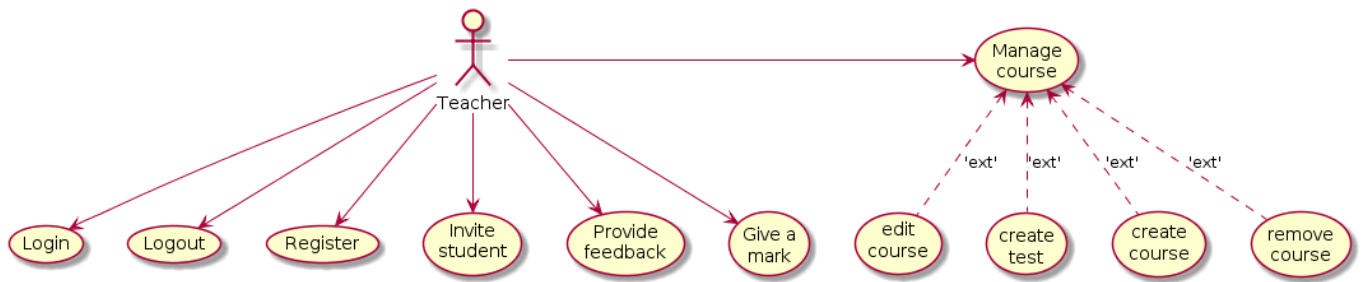 Manage
course
Teacher
'ext'
'ext'
'ext'
'ext'
Login
Logout
Register
Invite
student
Provide
feedback
Give a
mark
edit
course
create
test
create
course
remove
course